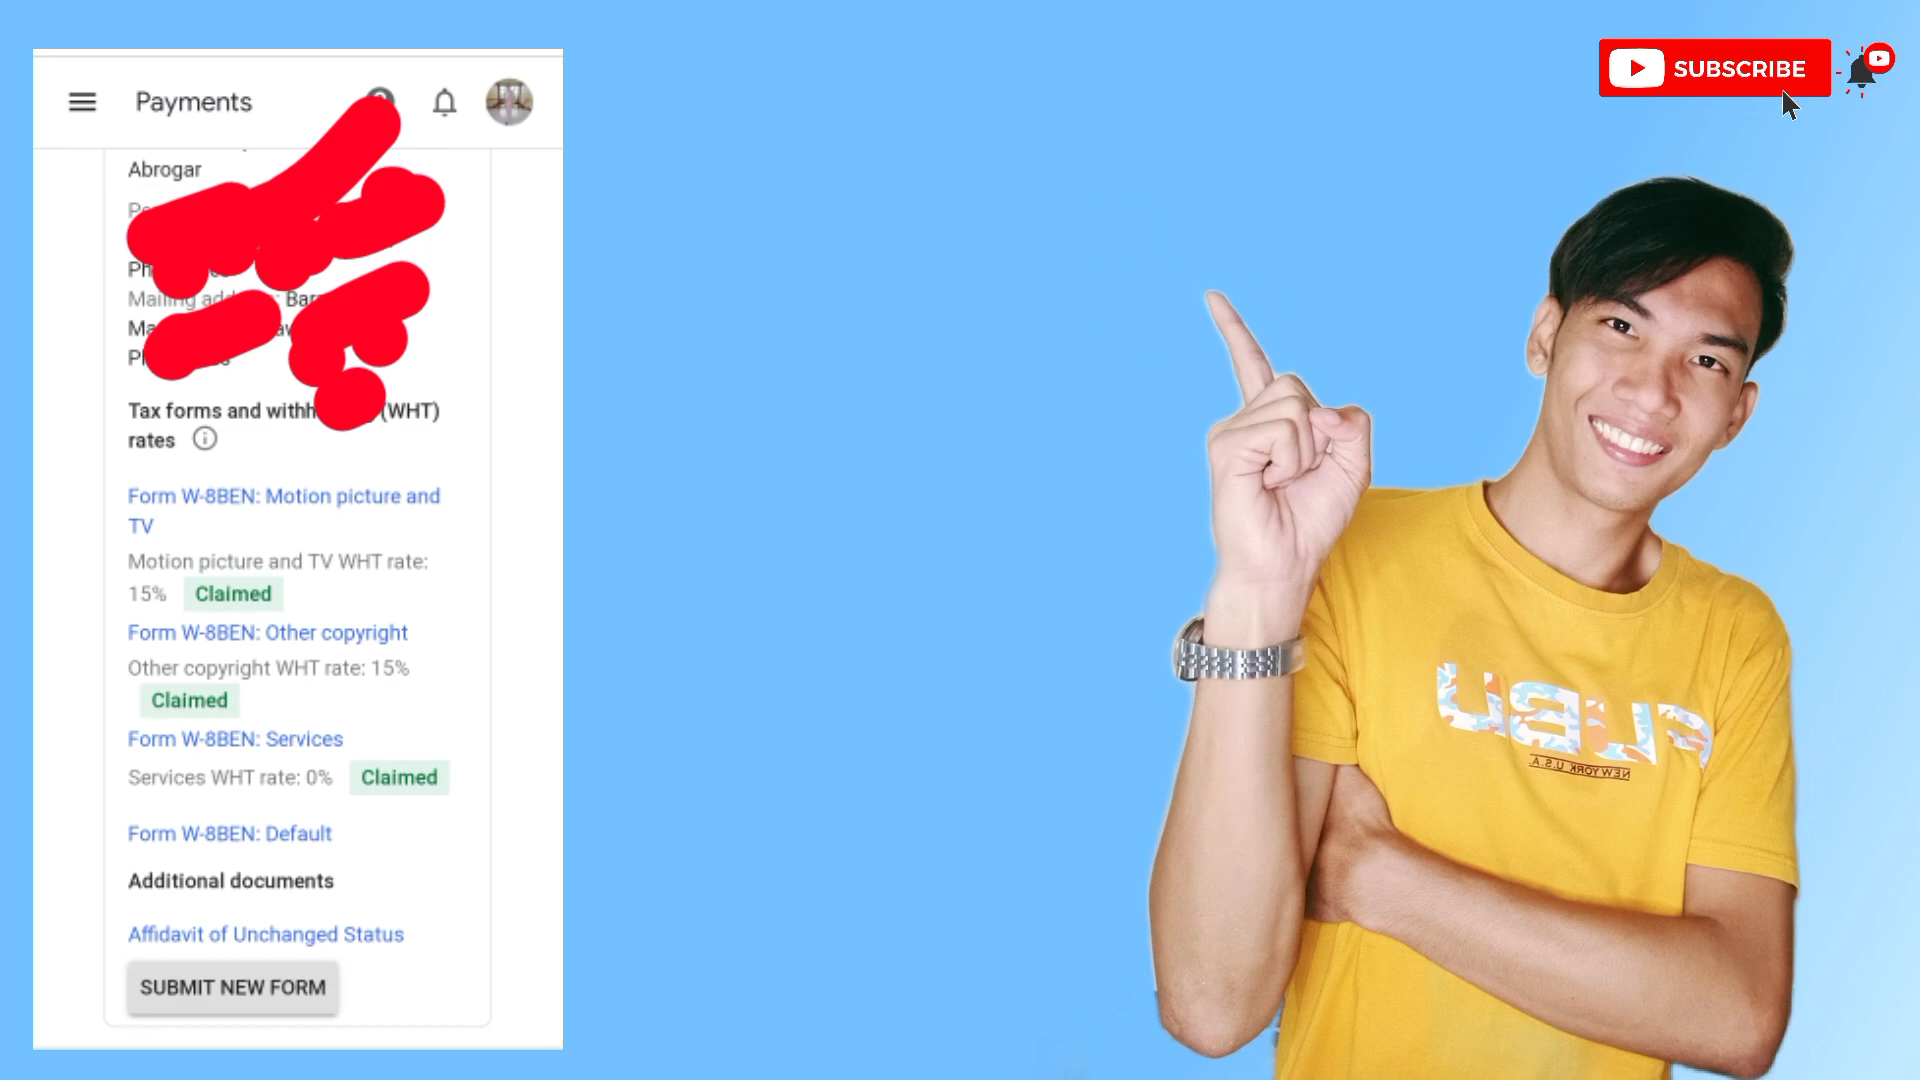 Payments
Abrogar
Tax forms and (WHT)
rates
Form W-8BEN: Motion picture and
TV
Motion picture and TV WHT rate:
15% Claimed
Form W-8BEN: Other copyright
Other copyright WHT rate: 15%
Claimed
Form W-8BEN: Services
Services WHT rate: 0% Claimed
Form W-8BEN: Default
Additional documents
Affidavit of Unchanged Status
SUBMIT NEW FORM
SUBSCRIBE
FUBU
NEW YORK U.S.A.